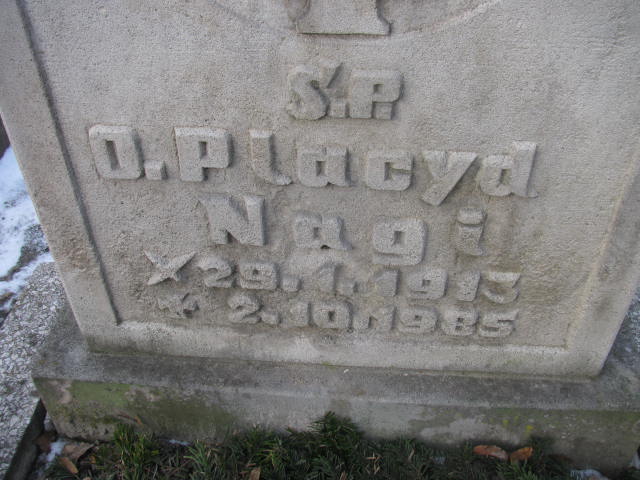 Ś.P.
O. Placyd
Nagi
29.1.1913
2.10.1985